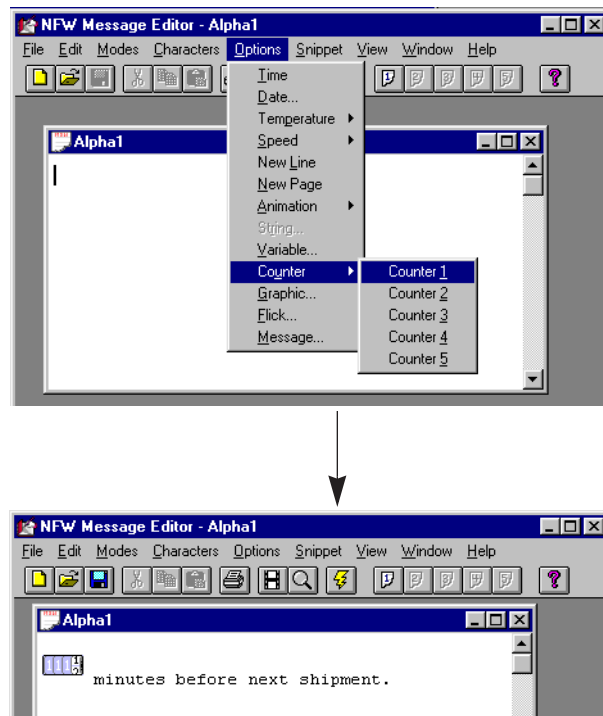 NFW Message Editor - Alpha1
File Edit Modes Characters Options Snippet View Window Help
Time
Date...
Temperature
Alpha1
Speed
New Line
New Page
Animation
String...
Variable...
Counter
Counter 1
Graphic...
Counter 2
Flick...
Counter 3
Message...
Counter 4
Counter 5
NFW Message Editor - Alpha1
File Edit Modes Characters Options Snippet View Window Help
Alpha1
minutes before next shipment.